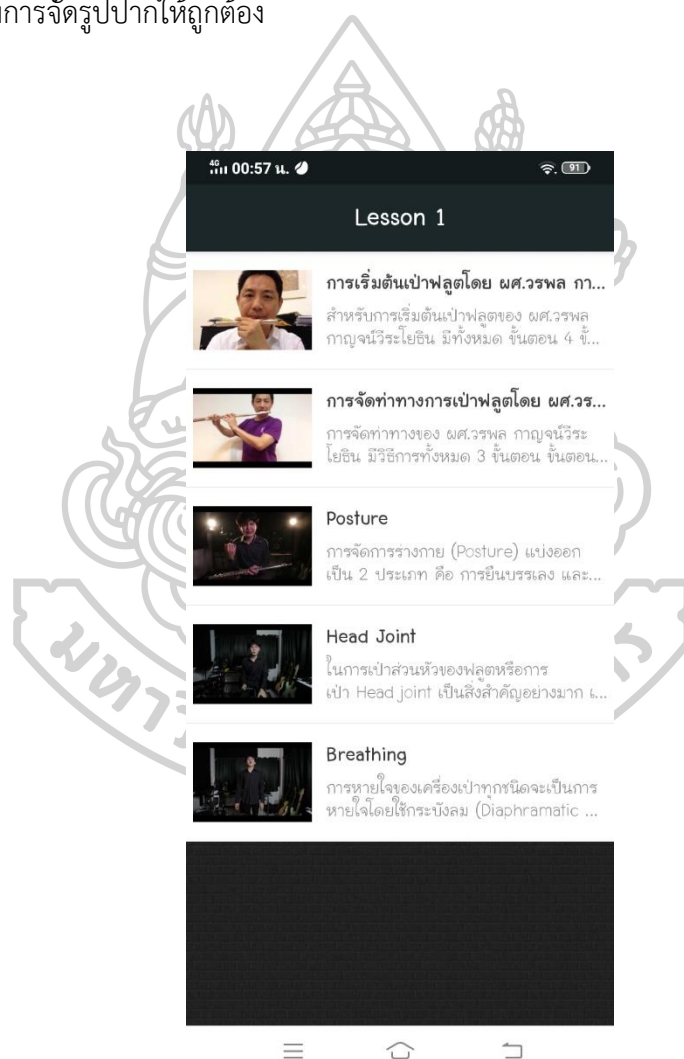 การจัดรูปปากให้ถูกต้อง
4G 00:57 น. 91
Lesson 1
การเริ่มต้นเป่าฟลูตโดย ผศ.วรพล กา...
สำหรับการเริ่มต้นเป่าฟลูตของ ผศ.วรพล
กาญจน์วีระโยธิน มีทั้งหมด ขั้นตอน 4 ขั้...
การจัดท่าทางการเป่าฟลูตโดย ผศ.วร...
การจัดท่าทางของ ผศ.วรพล กาญจน์วีระ
โยธิน มีวิธีการทั้งหมด 3 ขั้นตอน ขั้นตอน...
Posture
การจัดการร่างกาย (Posture) แบ่งออก
เป็น 2 ประเภท คือ การยืนบรรเลง และ...
Head Joint
ในการเป่าส่วนหัวของฟลูตหรือการ
เป่า Head joint เป็นสิ่งสำคัญอย่างมาก เ...
Breathing
การหายใจของเครื่องเป่าทุกชนิดจะเป็นการ
หายใจโดยใช้กระบังลม (Diaphramatic ...